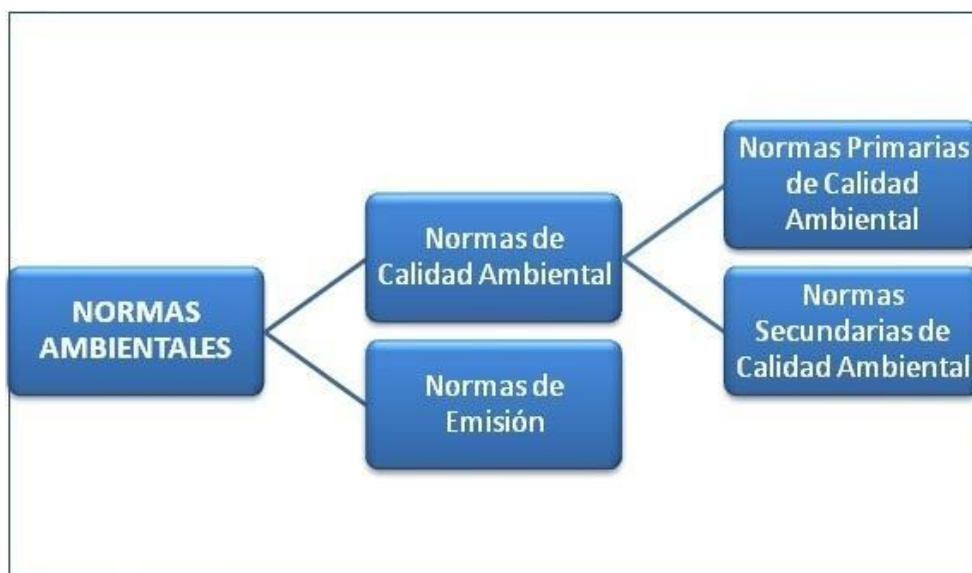 NORMAS
AMBIENTALES
Normas de
Calidad Ambiental
Normas de
Emisión
Normas Primarias
de Calidad
Ambiental
Normas
Secundarias de
Calidad Ambiental